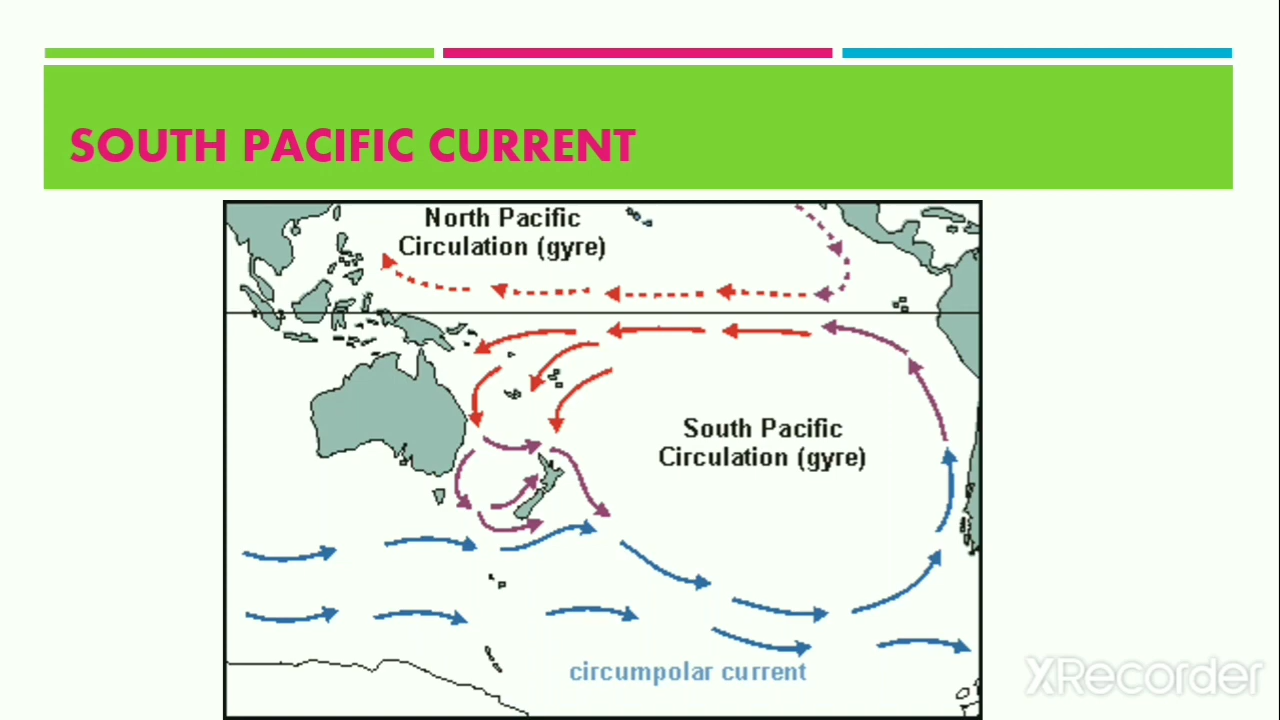 SOUTH PACIFIC CURRENT
North Pacific
Circulation (gyre)
South Pacific
Circulation (gyre)
circumpolar current
XRecorder